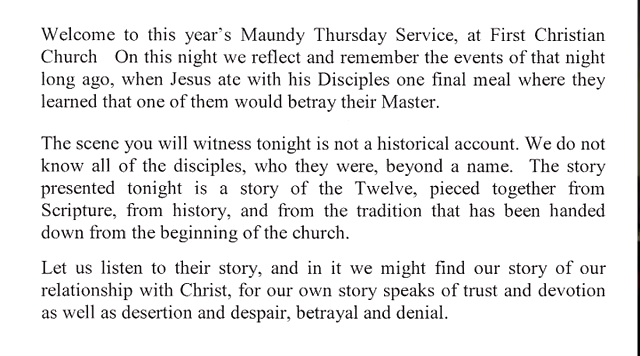 Welcome to this year's Maundy Thursday Service, at First Christian
Church On this night we reflect and remember the events of that night
long ago, when Jesus ate with his Disciples one final meal where they
learned that one of them would betray their Master.
The scene you will witness tonight is not a historical account. We do not
know all of the disciples, who they were, beyond a name. The story
presented tonight is a story of the Twelve, pieced together from
Scripture, from history, and from the tradition that has been handed
down from the beginning of the church.
Let us listen to their story, and in it we might find our story of our
relationship with Christ, for our own story speaks of trust and devotion
as well as desertion and despair, betrayal and denial.